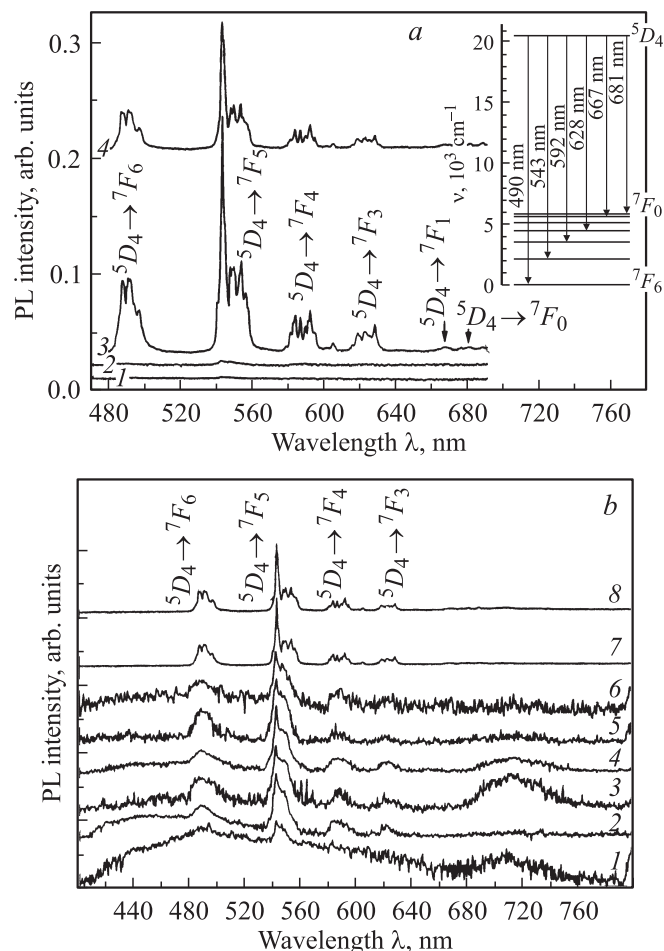 a
0.3
0.2
0.1
0.0
PL intensity, arb. units
4
3
2
1
⁵D₄→⁷F₆
⁵D₄→⁷F₅
⁵D₄→⁷F₄
⁵D₄→⁷F₃
⁵D₄→⁷F₁
⁵D₄→⁷F₀
480 520 560 600 640 680 720 760
Wavelength λ, nm
20
15
10
5
0
ν, 10³ cm⁻¹
⁵D₄
490 nm
543 nm
592 nm
628 nm
667 nm
681 nm
⁷F₀
⁷F₆
b
PL intensity, arb. units
⁵D₄→⁷F₆
⁵D₄→⁷F₅
⁵D₄→⁷F₄
⁵D₄→⁷F₃
8
7
6
5
4
3
2
1
440 480 520 560 600 640 680 720 760
Wavelength λ, nm